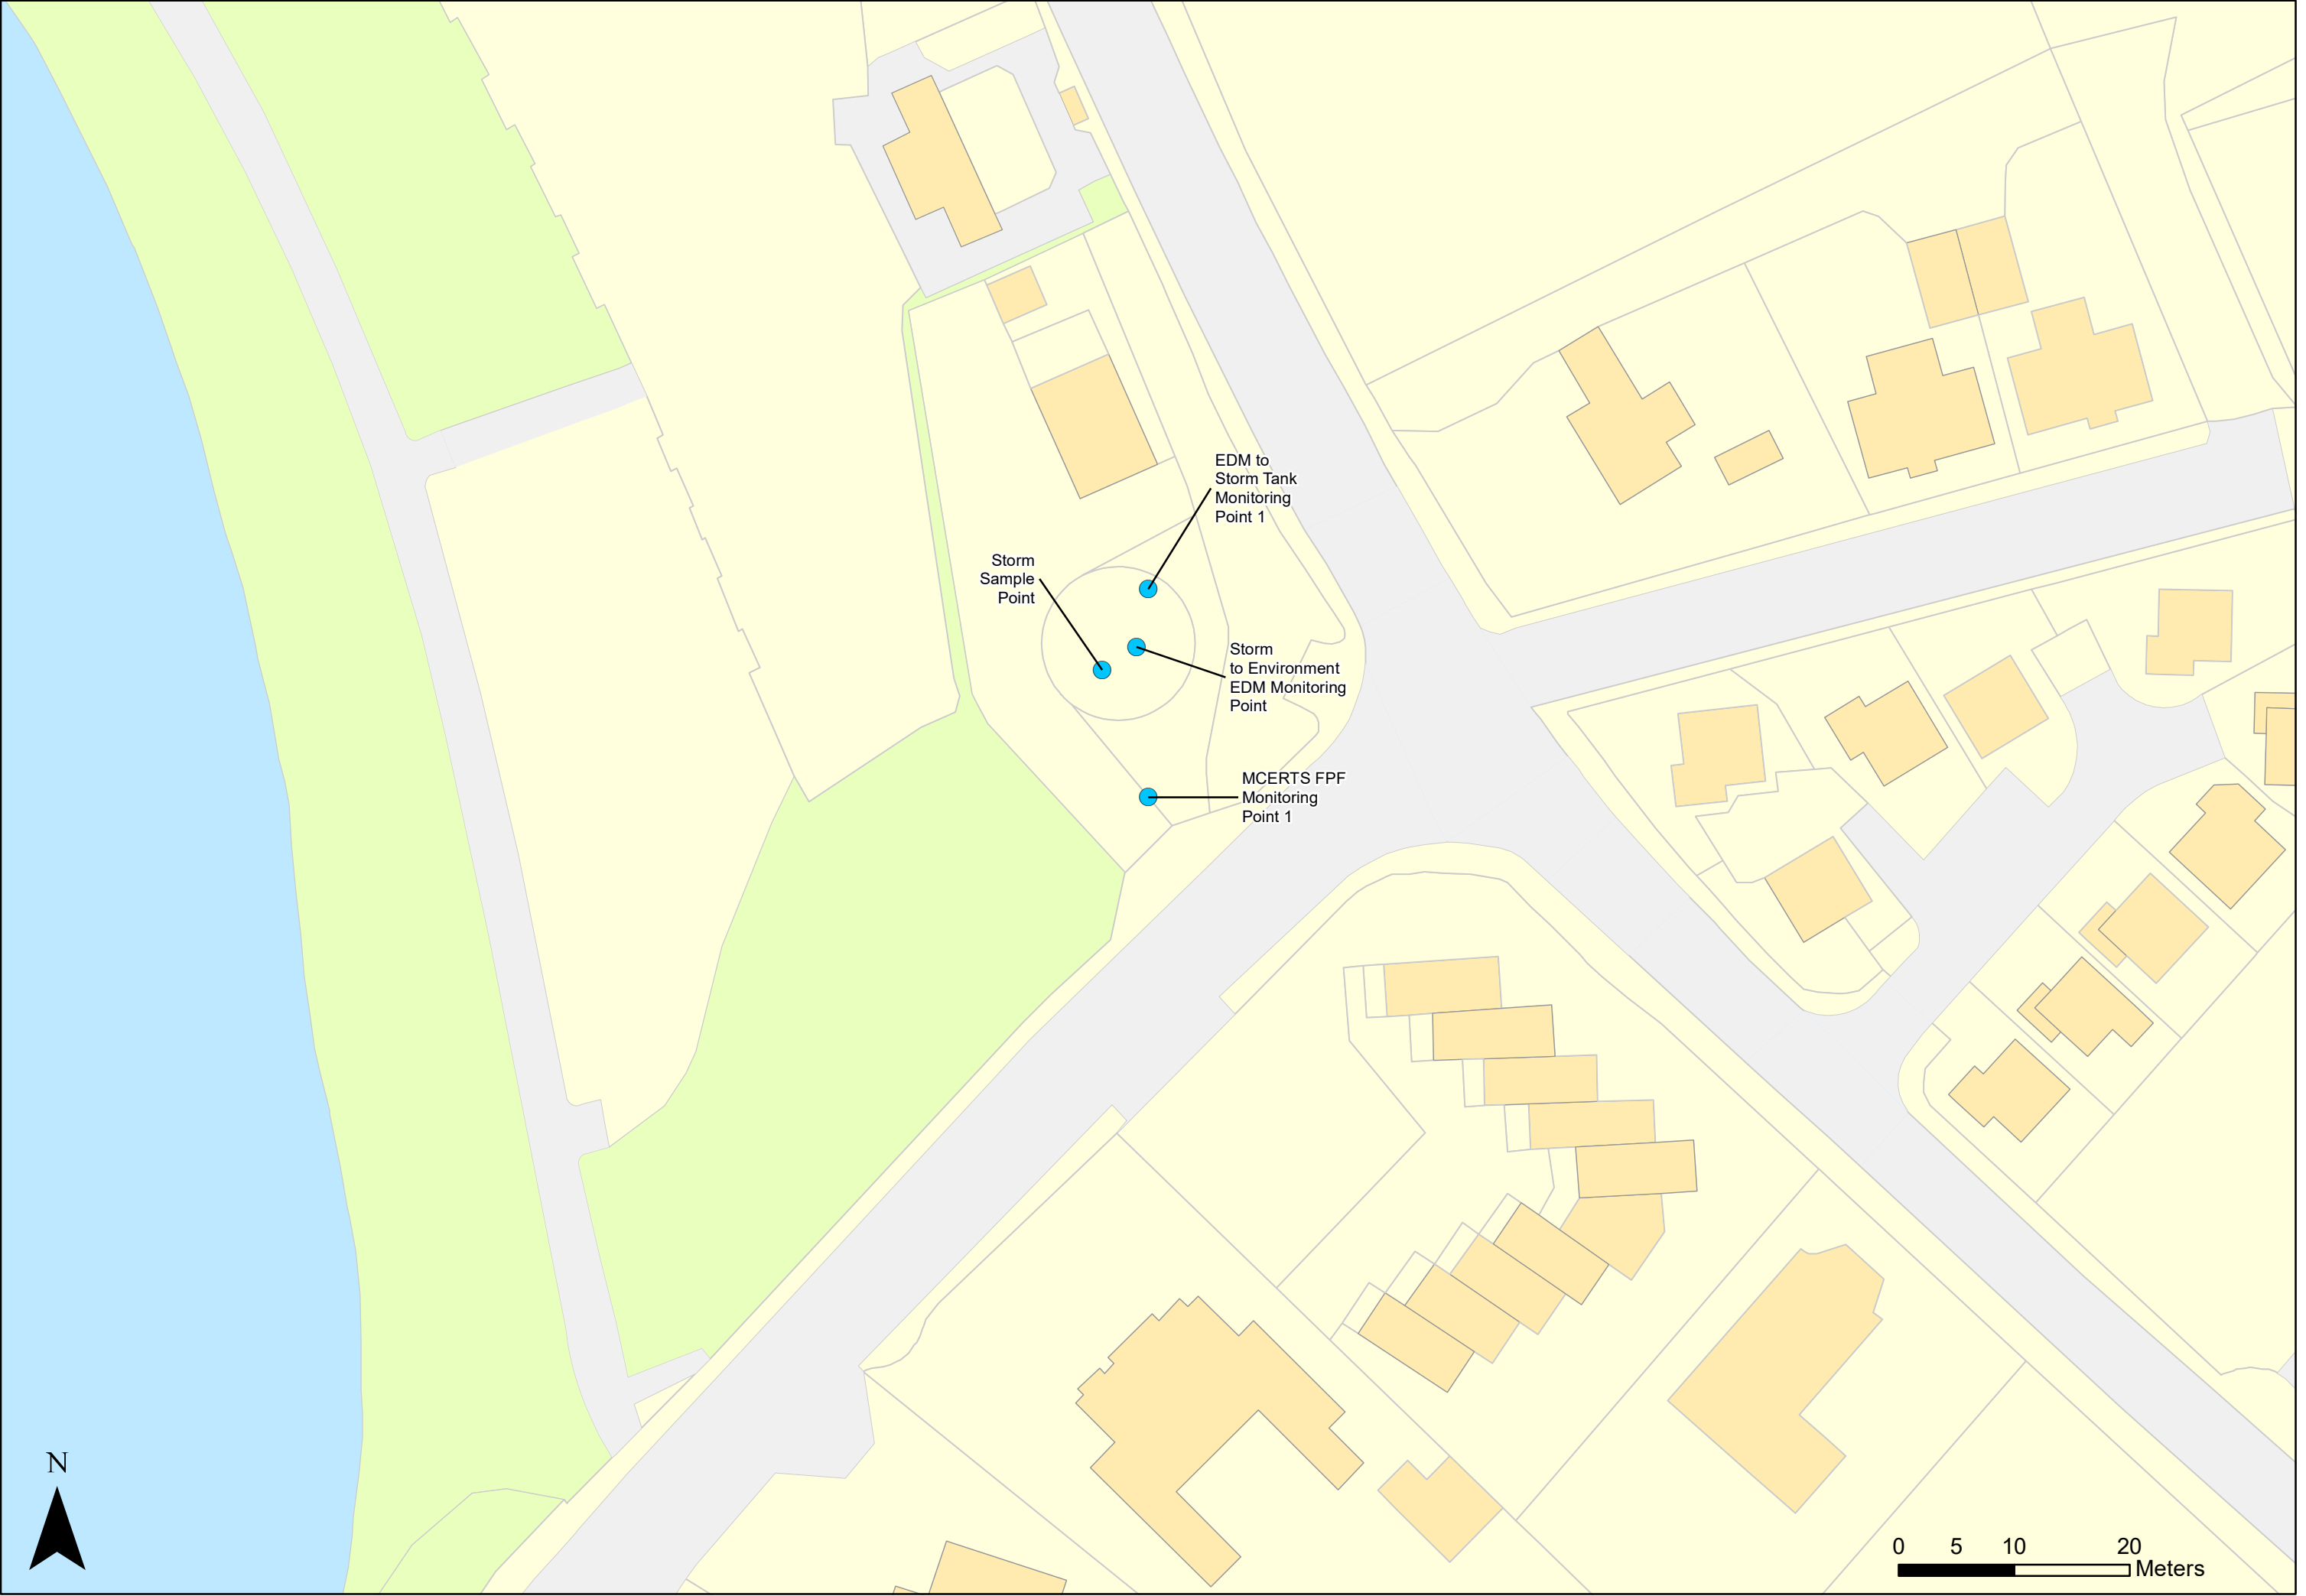 EDM to
Storm Tank
Monitoring
Point 1
Storm
Sample
Point
Storm
to Environment
EDM Monitoring
Point
MCERTS FPF
Monitoring
Point 1
N
0 5 10 20
Meters